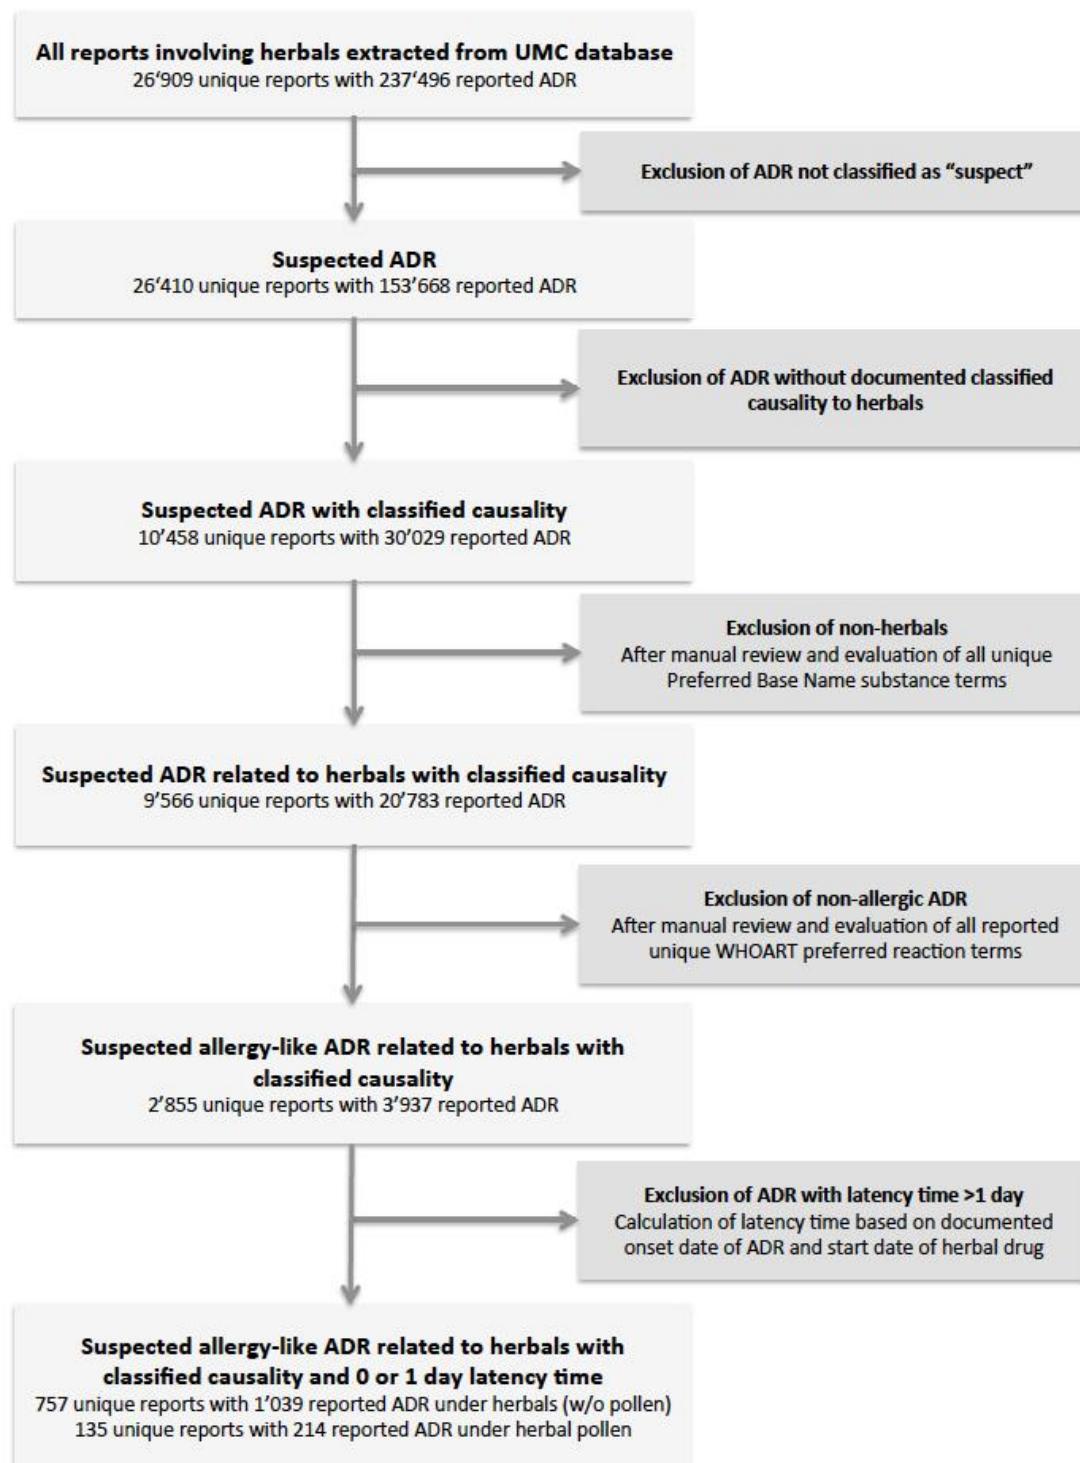 All reports involving herbals extracted from UMC database
26‘909 unique reports with 237‘496 reported ADR
Exclusion of ADR not classified as “suspect”
Suspected ADR
26‘410 unique reports with 153’668 reported ADR
Exclusion of ADR without documented classified
causality to herbals
Suspected ADR with classified causality
10’458 unique reports with 30’029 reported ADR
Exclusion of non-herbals
After manual review and evaluation of all unique
Preferred Base Name substance terms
Suspected ADR related to herbals with classified causality
9’566 unique reports with 20’783 reported ADR
Exclusion of non-allergic ADR
After manual review and evaluation of all reported
unique WHOART preferred reaction terms
Suspected allergy-like ADR related to herbals with
classified causality
2’855 unique reports with 3’937 reported ADR
Exclusion of ADR with latency time >1 day
Calculation of latency time based on documented
onset date of ADR and start date of herbal drug
Suspected allergy-like ADR related to herbals with
classified causality and 0 or 1 day latency time
757 unique reports with 1’039 reported ADR under herbals (w/o pollen)
135 unique reports with 214 reported ADR under herbal pollen